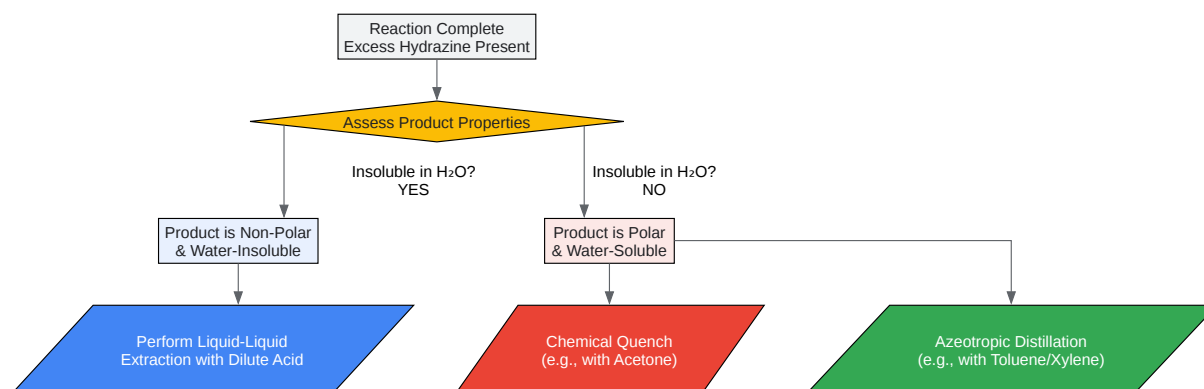 Reaction Complete
Excess Hydrazine Present
Assess Product Properties
Insoluble in H₂O?
YES
Insoluble in H₂O?
NO
Product is Non-Polar
& Water-Insoluble
Product is Polar
& Water-Soluble
Perform Liquid-Liquid
Extraction with Dilute Acid
Chemical Quench
(e.g., with Acetone)
Azeotropic Distillation
(e.g., with Toluene/Xylene)